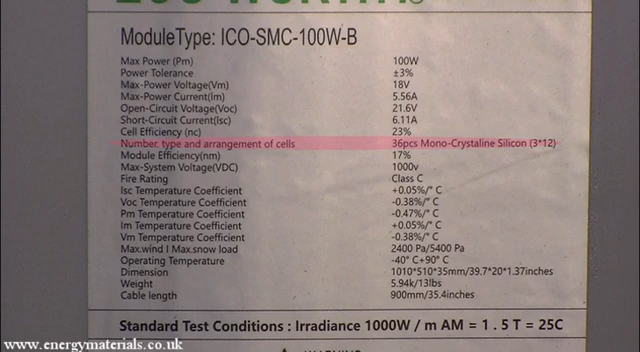 ECO-WORTHY®
ModuleType: ICO-SMC-100W-B
Max Power (Pm) 100W
Power Tolerance ±3%
Max-Power Voltage(Vm) 18V
Max-Power Current(Im) 5.56A
Open-Circuit Voltage(Voc) 21.6V
Short-Circuit Current(Isc) 6.11A
Cell Efficiency (nc) 23%
Number, type and arrangement of cells 36pcs Mono-Crystaline Silicon (3*12)
Module Efficiency(nm) 17%
Max-System Voltage(VDC) 1000v
Fire Rating Class C
Isc Temperature Coefficient +0.05%/° C
Voc Temperature Coefficient -0.38%/° C
Pm Temperature Coefficient -0.47%/° C
Im Temperature Coefficient +0.05%/° C
Vm Temperature Coefficient -0.38%/° C
Max.wind I Max.snow load 2400 Pa/5400 Pa
Operating Temperature -40° C+90° C
Dimension 1010*510*35mm/39.7*20*1.37inches
Weight 5.94k/13lbs
Cable length 900mm/35.4inches
Standard Test Conditions : Irradiance 1000W / m AM = 1 . 5 T = 25C
WARNING
www.energymaterials.co.uk